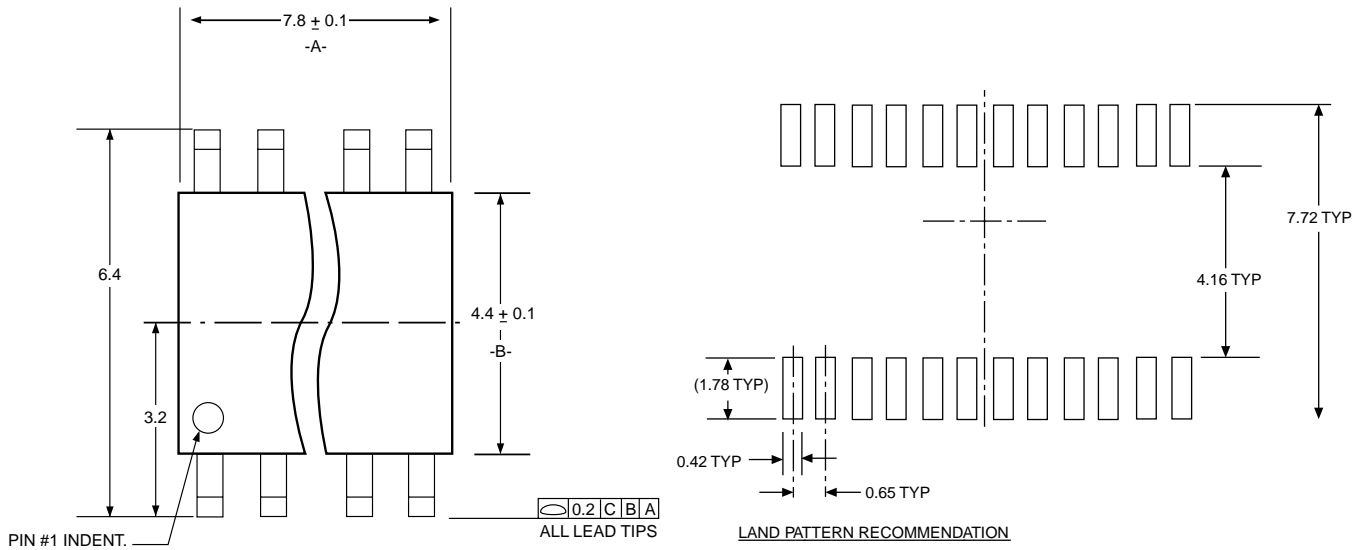 7.8 ± 0.1
-A-
6.4
3.2
4.4 ± 0.1
-B-
PIN #1 INDENT.
0.2 C B A
ALL LEAD TIPS
7.72 TYP
4.16 TYP
(1.78 TYP)
0.42 TYP
0.65 TYP
LAND PATTERN RECOMMENDATION